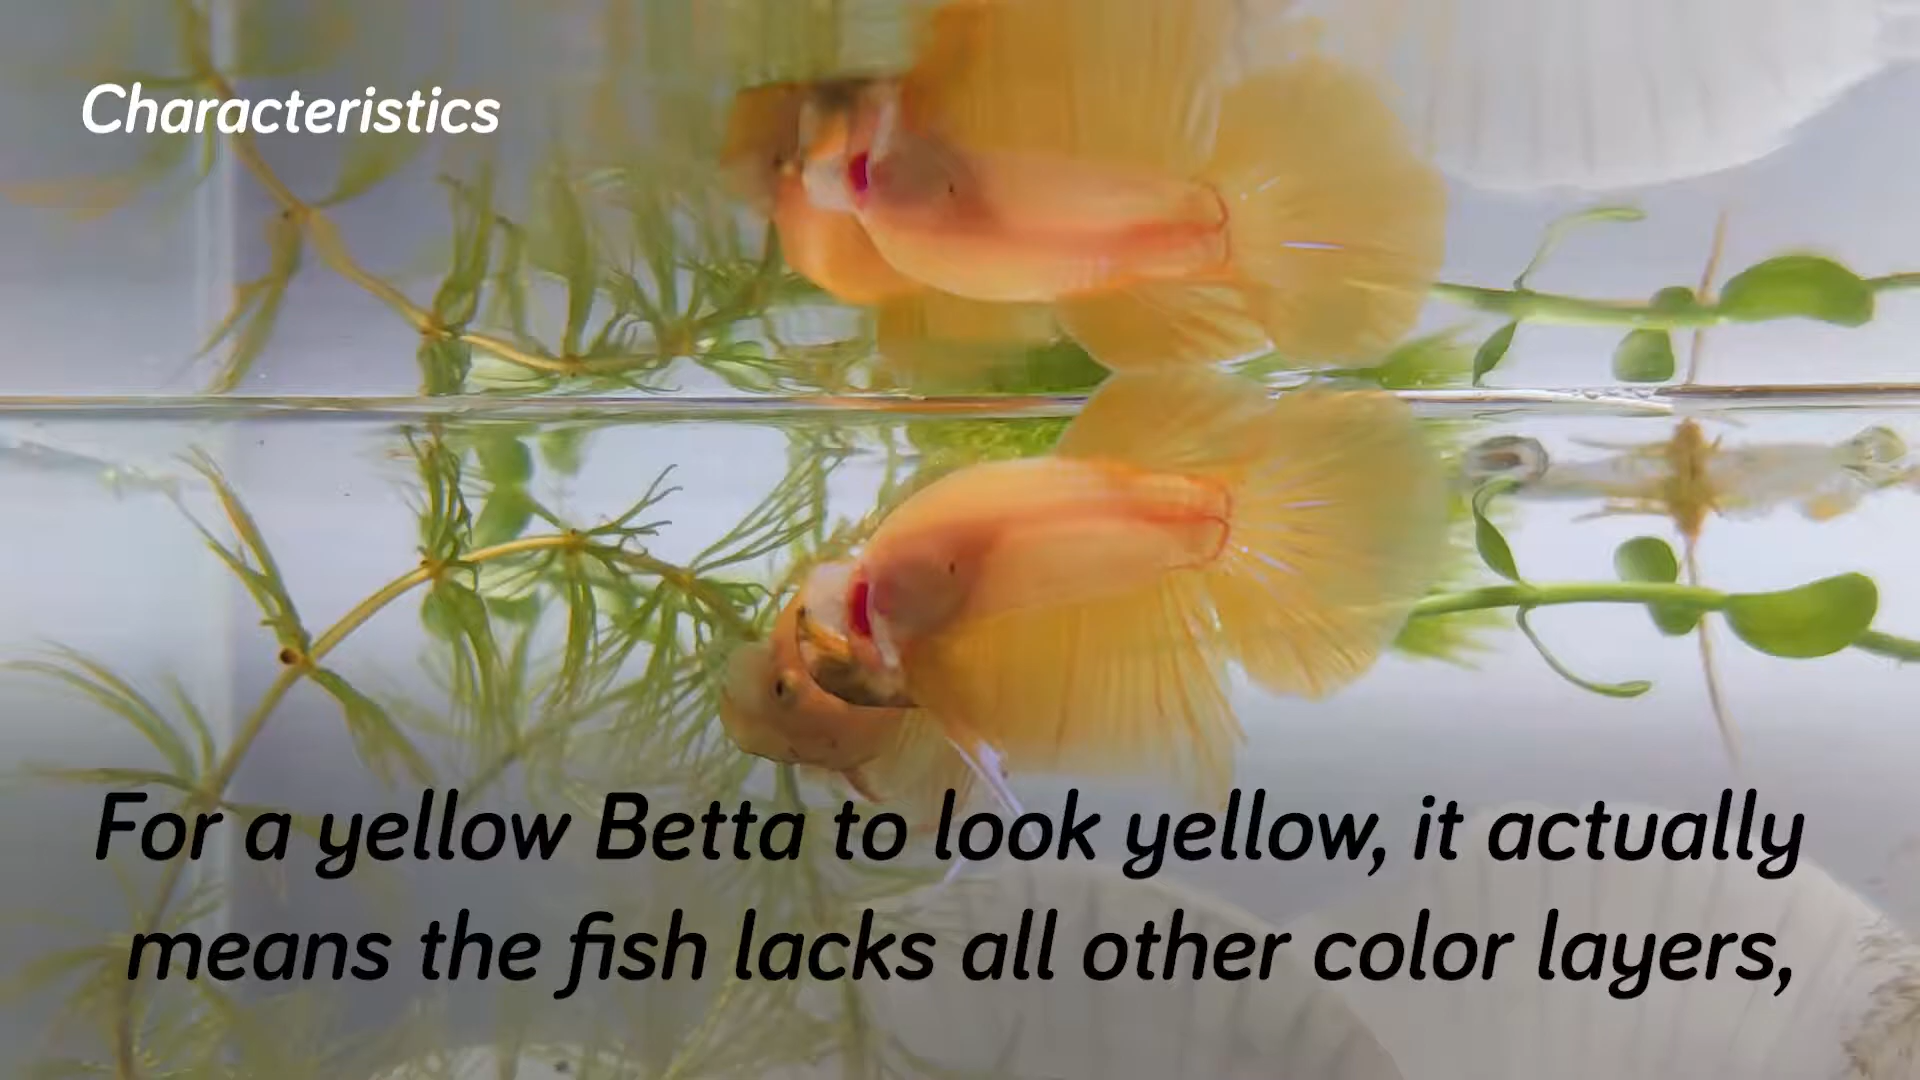 Characteristics
For a yellow Betta to look yellow, it actually
means the fish lacks all other color layers,